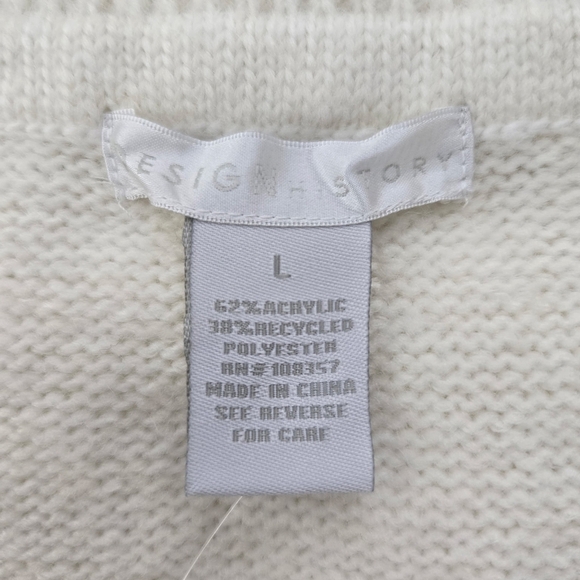 DESIGN HISTORY
L
62%ACRYLIC
38%RECYCLED
POLYESTER
RN#108357
MADE IN CHINA
SEE REVERSE
FOR CARE